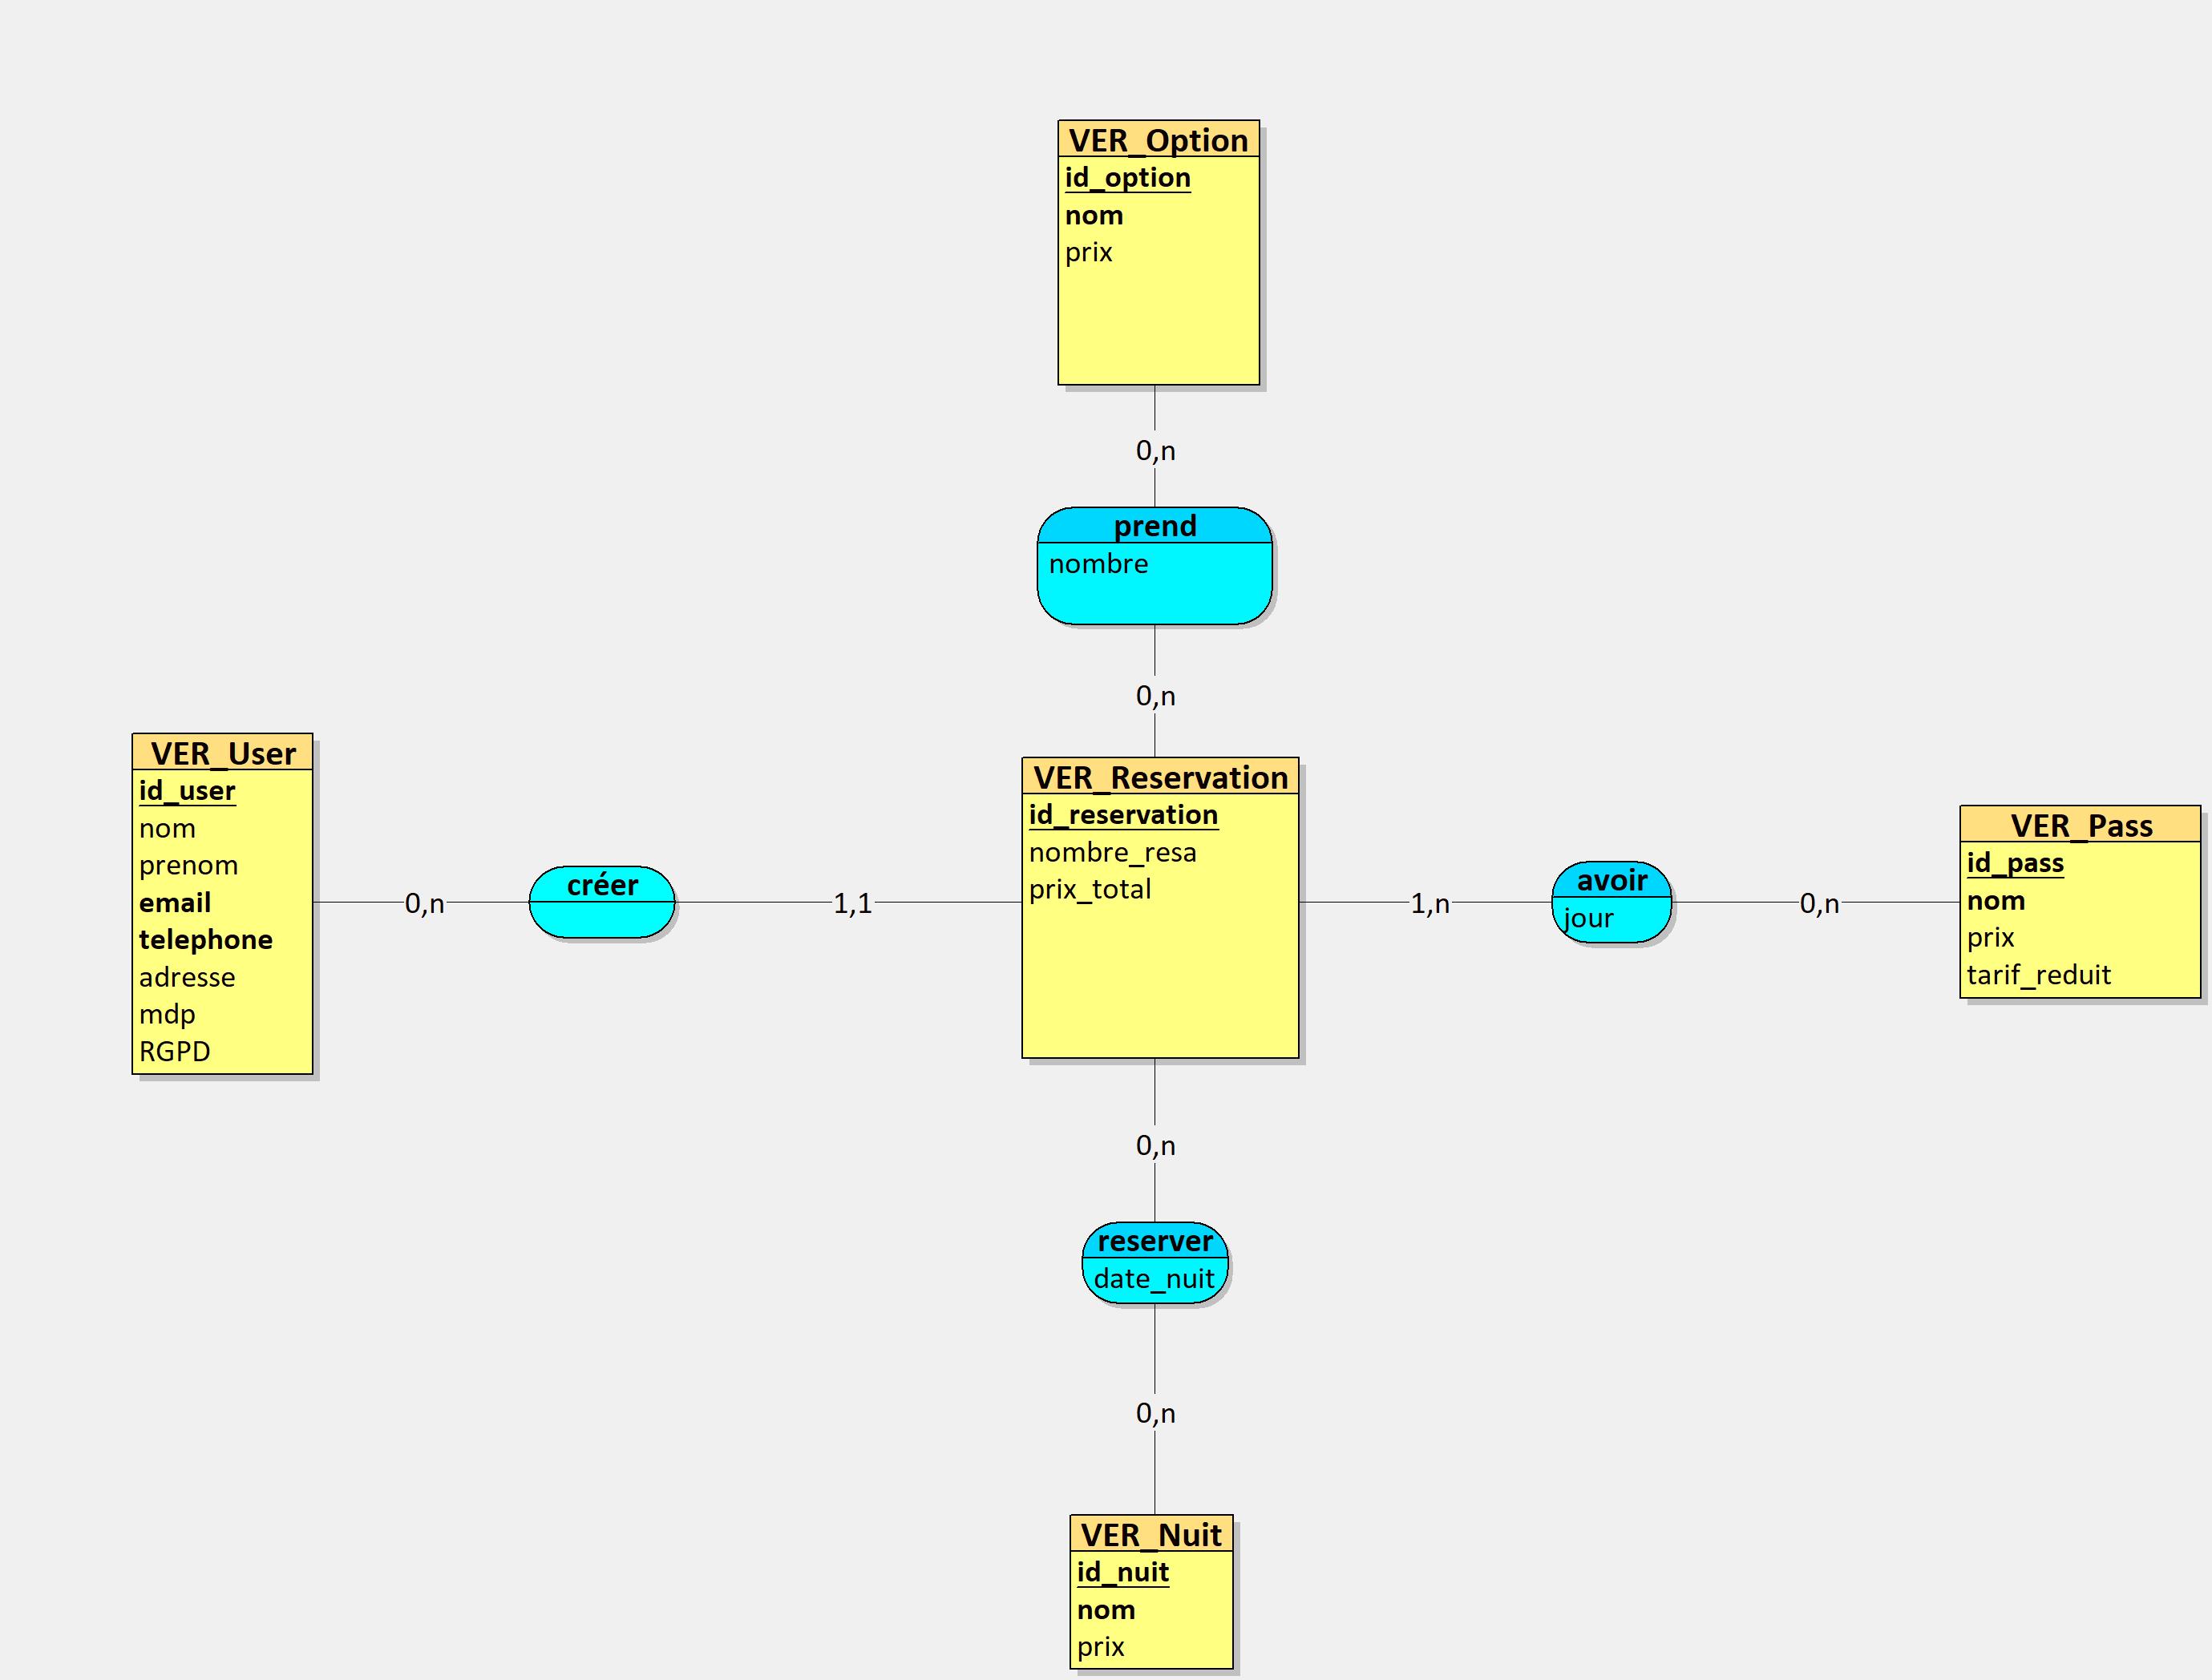 VER_Option
id_option
nom
prix
0,n
prend
nombre
0,n
VER_User
id_user
nom
prenom
email
telephone
adresse
mdp
RGPD
0,n
créer
1,1
VER_Reservation
id_reservation
nombre_resa
prix_total
1,n
avoir
jour
0,n
VER_Pass
id_pass
nom
prix
tarif_reduit
0,n
reserver
date_nuit
0,n
VER_Nuit
id_nuit
nom
prix